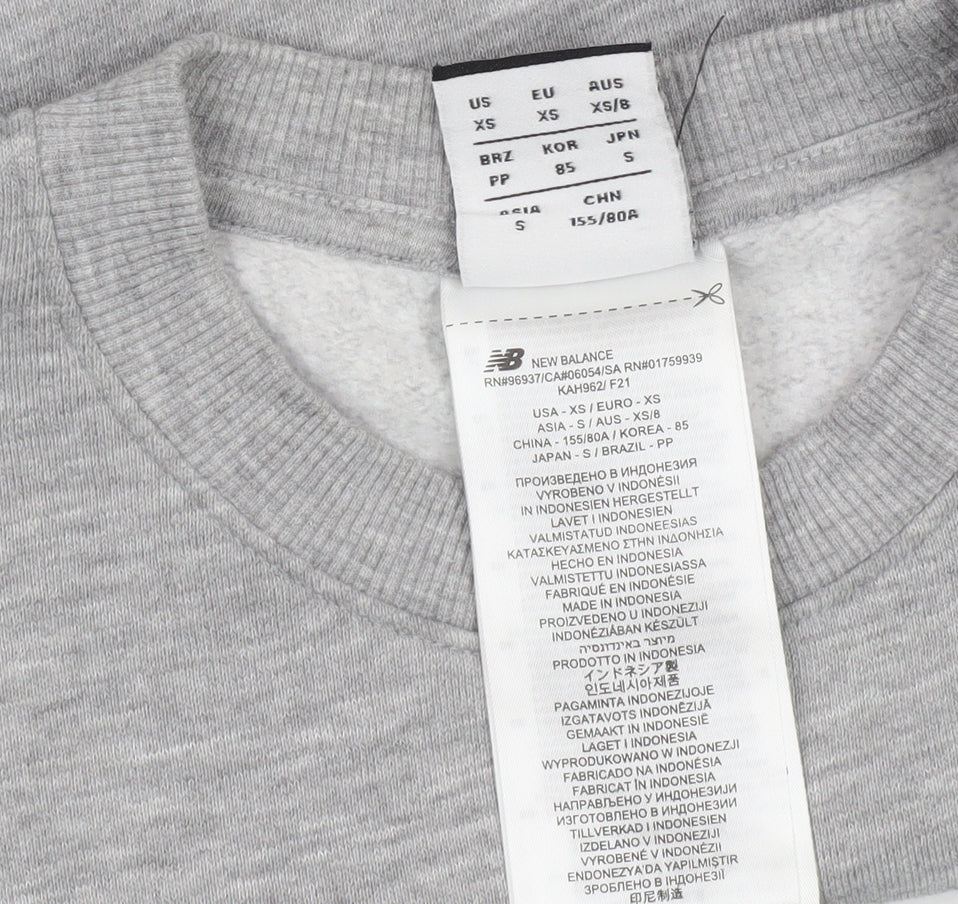 US EU AUS
XS XS XS/8
BRZ KOR JPN
PP 85 S
ASIA CHN
S 155/80A
NB NEW BALANCE
RN#96937/CA#06054/SA RN#01759939
KAH962/ F21
USA - XS / EURO - XS
ASIA - S / AUS - XS/8
CHINA - 155/80A / KOREA - 85
JAPAN - S / BRAZIL - PP
ПРОИЗВЕДЕНО В ИНДОНЕЗИЯ
VYROBENO V INDONÉSII
IN INDONESIEN HERGESTELLT
LAVET I INDONESIEN
VALMISTATUD INDONEESIAS
ΚΑΤΑΣΚΕΥΑΣΜΕΝΟ ΣΤΗΝ ΙΝΔΟΝΗΣΙΑ
HECHO EN INDONESIA
VALMISTETTU INDONESIASSA
FABRIQUÉ EN INDONÉSIE
MADE IN INDONESIA
PROIZVEDENO U INDONEZIJI
INDONÉZIÁBAN KÉSZÜLT
מיוצר באינדונסיה
PRODOTTO IN INDONESIA
インドネシア製
인도네시아제품
PAGAMINTA INDONEZIJOJE
IZGATAVOTS INDONĒZIJĀ
GEMAAKT IN INDONESIË
LAGET I INDONESIA
WYPRODUKOWANO W INDONEZJI
FABRICADO NA INDONÉSIA
FABRICAT ÎN INDONESIA
НАПРАВЉЕНО У ИНДОНЕЗИЈИ
ИЗГОТОВЛЕНО В ИНДОНЕЗИИ
TILLVERKAD I INDONESIEN
IZDELANO V INDONEZIJI
VYROBENÉ V INDONÉZII
ENDONEZYA'DA YAPILMIŞTIR
ЗРОБЛЕНО В ІНДОНЕЗІЇ
印尼制造